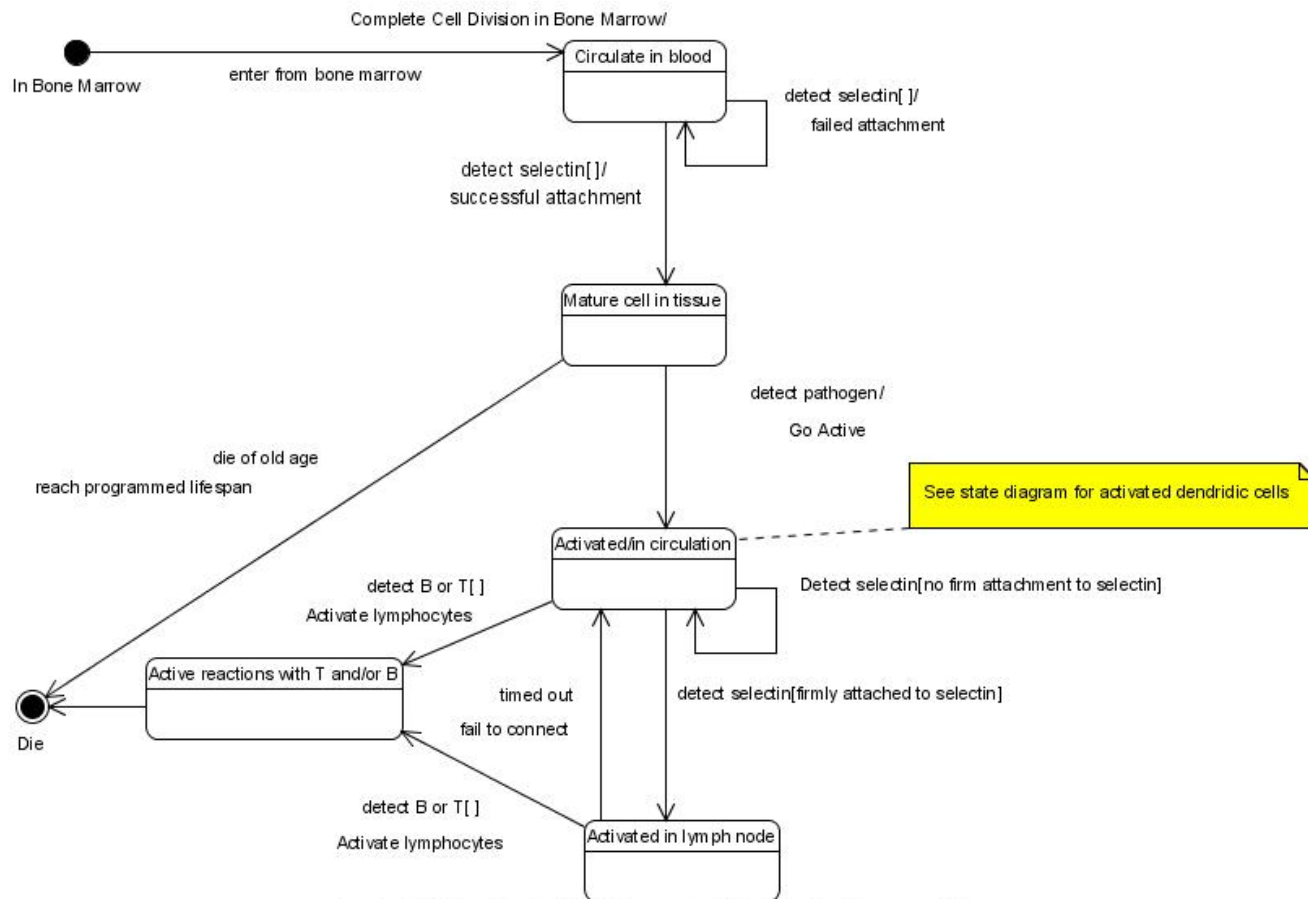 Complete Cell Division in Bone Marrow/
In Bone Marrow
enter from bone marrow
Circulate in blood
detect selectin[ ]/
failed attachment
detect selectin[ ]/
successful attachment
Mature cell in tissue
detect pathogen/
Go Active
die of old age
reach programmed lifespan
See state diagram for activated dendridic cells
Activated/in circulation
detect B or T[ ]
Activate lymphocytes
Detect selectin[no firm attachment to selectin]
Active reactions with T and/or B
timed out
fail to connect
detect selectin[firmly attached to selectin]
Die
detect B or T[ ]
Activate lymphocytes
Activated in lymph node